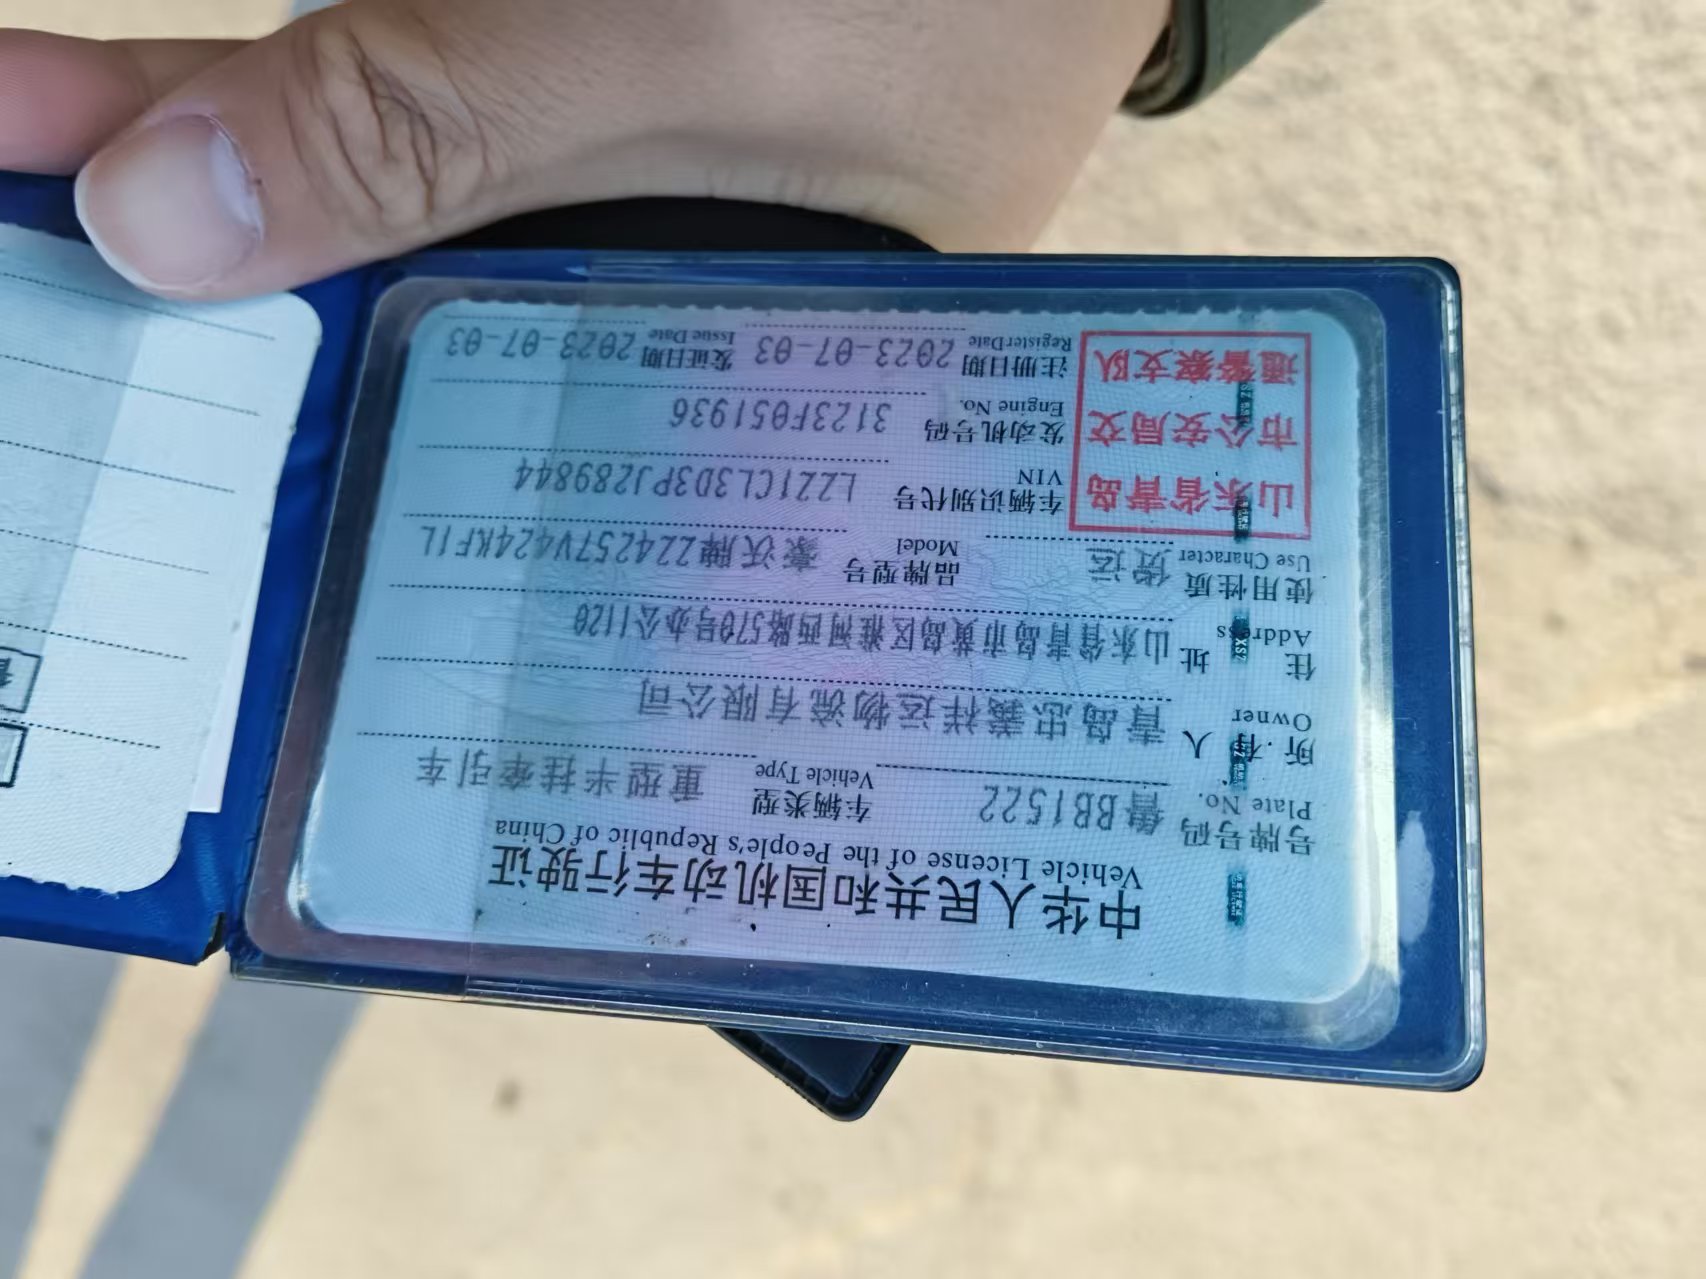 中华人民共和国机动车行驶证
Vehicle License of the People's Republic of China
号牌号码 鲁BB1522 车辆类型 重型半挂牵引车
Plate No. Vehicle Type
所有人 青岛忠義祥运物流有限公司
Owner
住址 山东省青岛市黄岛区淮河西路570号办公1120
Address
使用性质 货运 品牌型号 豪沃牌ZZ4257V424KF1L
Use Character Model
山东省青岛
市公安局交
通警察支队
车辆识别代号 LZZ1CL3D3PJ289844
VIN
发动机号码 3123F051936
Engine No.
注册日期 2023-07-03 发证日期 2023-07-03
Register Date Issue Date